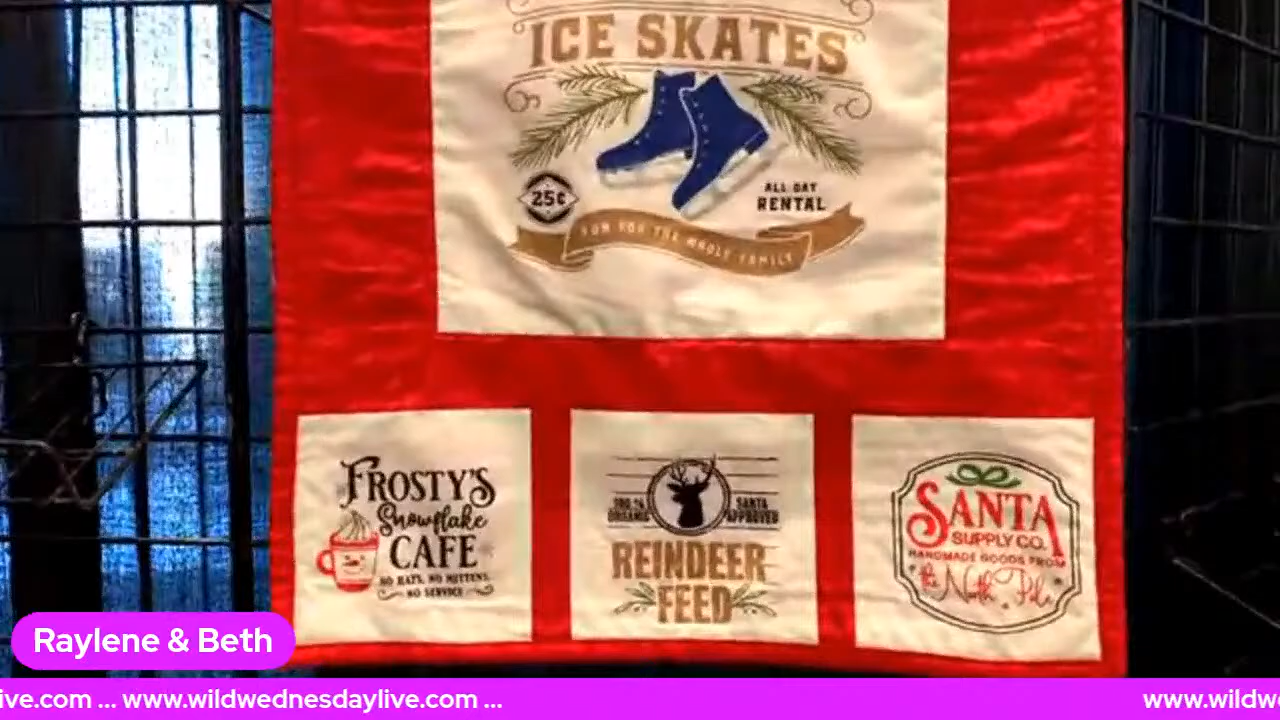 ICE SKATES
25¢
ALL DAY
RENTAL
FUN FOR THE WHOLE FAMILY
FROSTY'S
Snowflake
CAFE
NO HATS, NO MITTENS,
NO SERVICE
100%
ORGANIC
SANTA
APPROVED
REINDEER
FEED
SANTA
SUPPLY CO.
HANDMADE GOODS FROM
the North Pole
Raylene & Beth
ive.com ... www.wildwednesdaylive.com ...
www.wildw